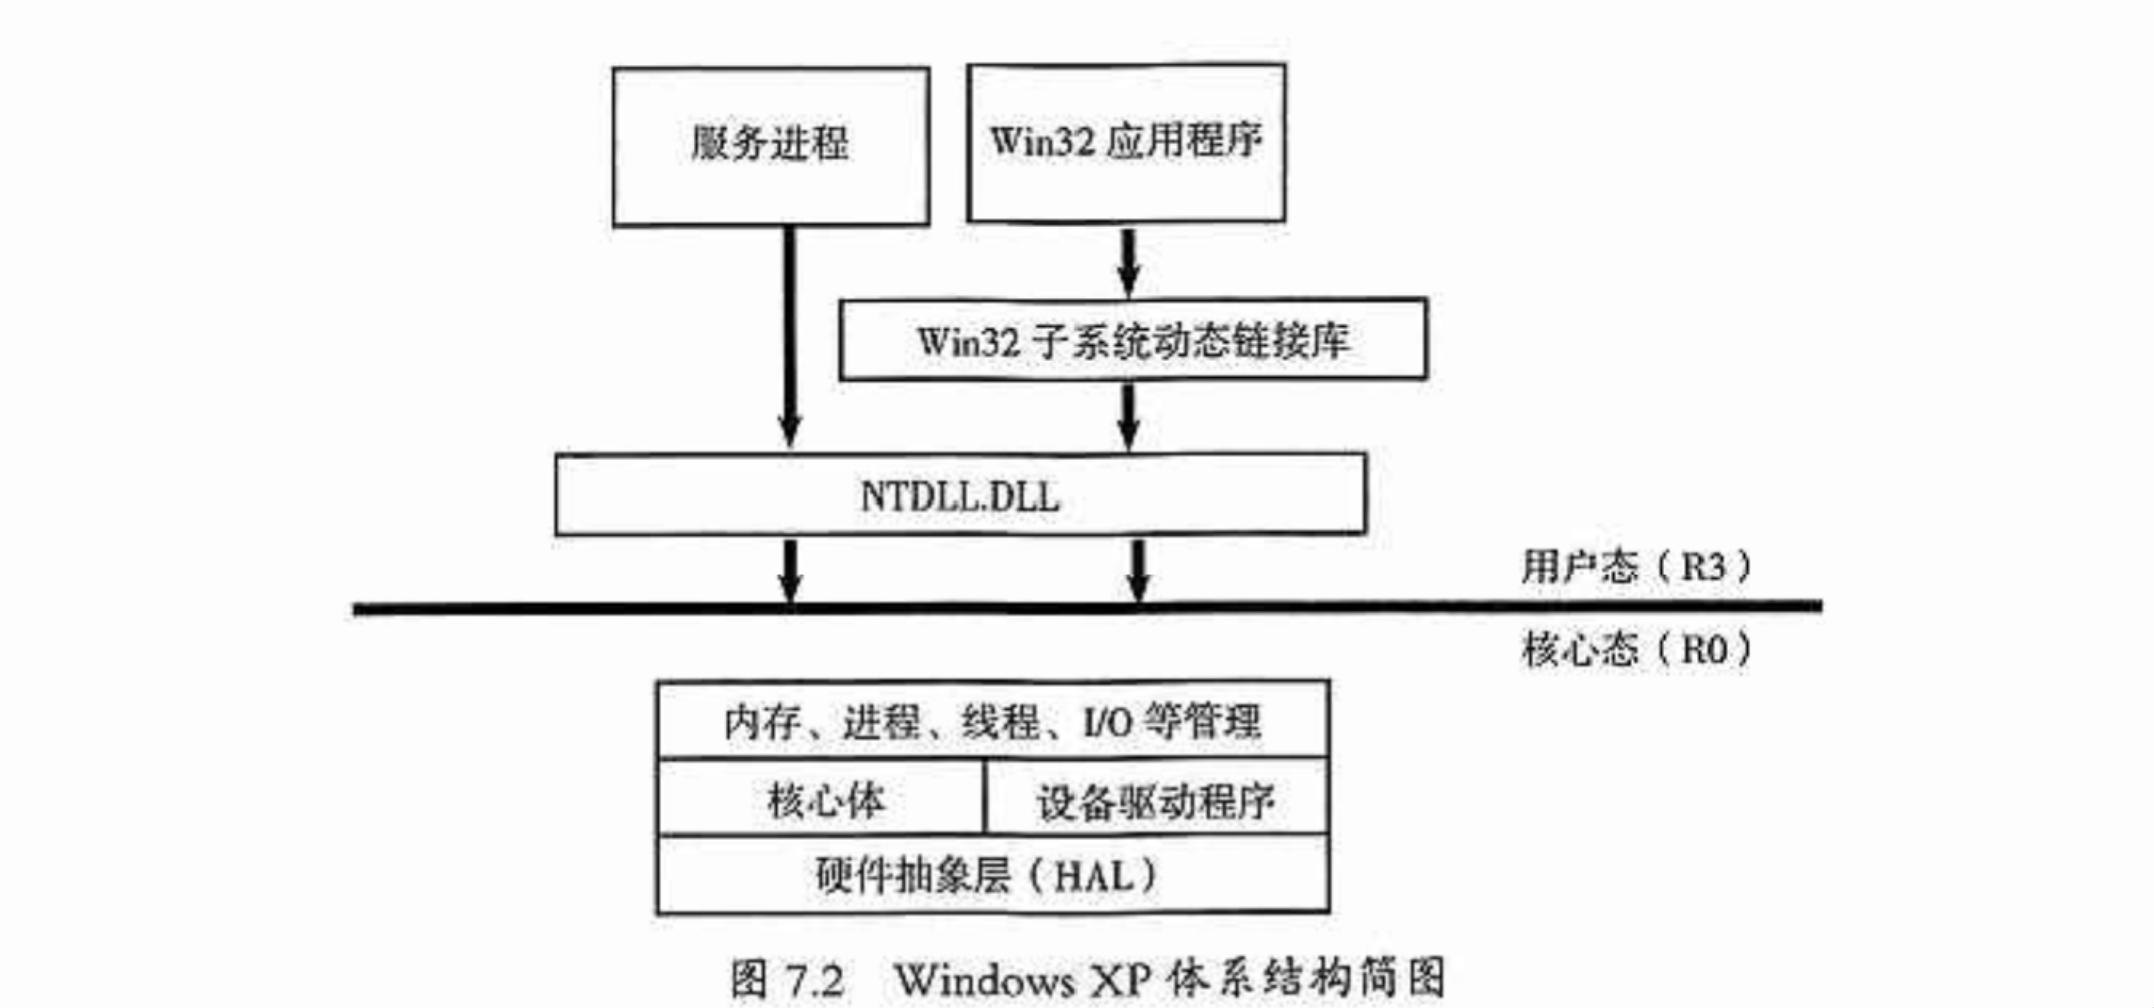 服务进程
Win32 应用程序
Win32 子系统动态链接库
NTDLL.DLL
用户态（R3）
核心态（R0）
内存、进程、线程、I/O 等管理
核心体
设备驱动程序
硬件抽象层（HAL）
图 7.2 Windows XP 体系结构简图